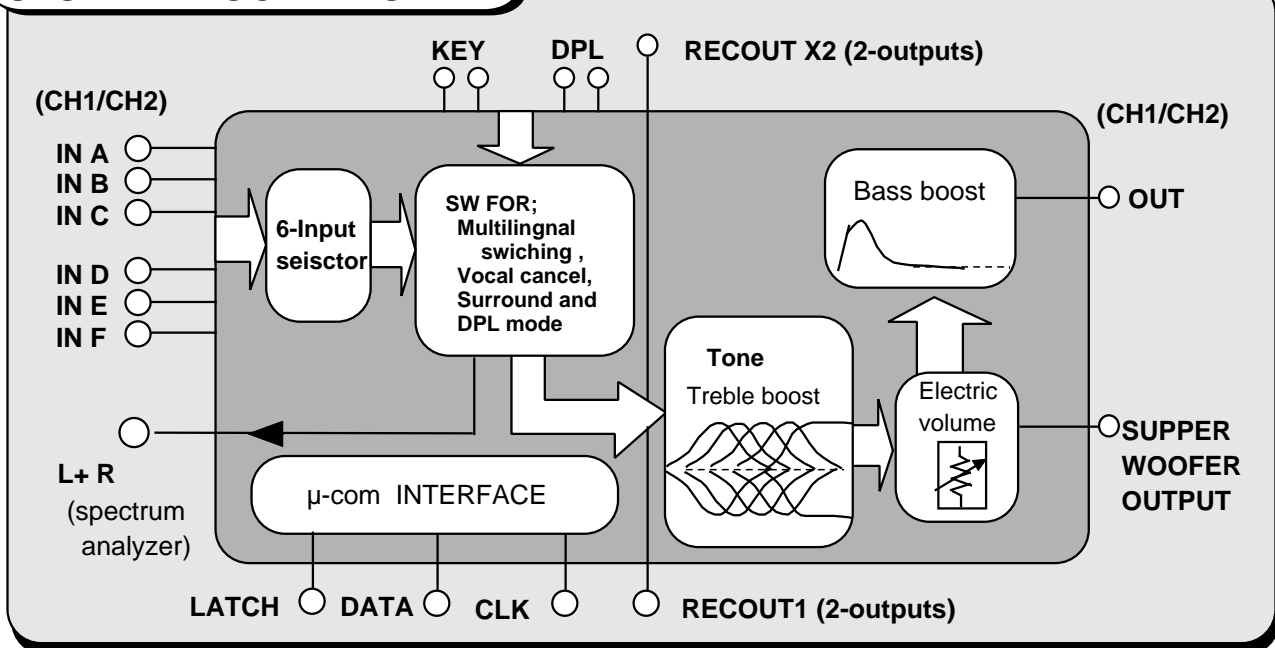 KEY
DPL
RECOUT X2 (2-outputs)
(CH1/CH2)
(CH1/CH2)
IN A
IN B
IN C
IN D
IN E
IN F
6-Input
seisctor
SW FOR;
Multilingnal
swiching ,
Vocal cancel,
Surround and
DPL mode
Bass boost
OUT
Tone
Treble boost
Electric
volume
SUPPER
WOOFER
OUTPUT
L+ R
(spectrum
analyzer)
µ-com INTERFACE
LATCH
DATA
CLK
RECOUT1 (2-outputs)